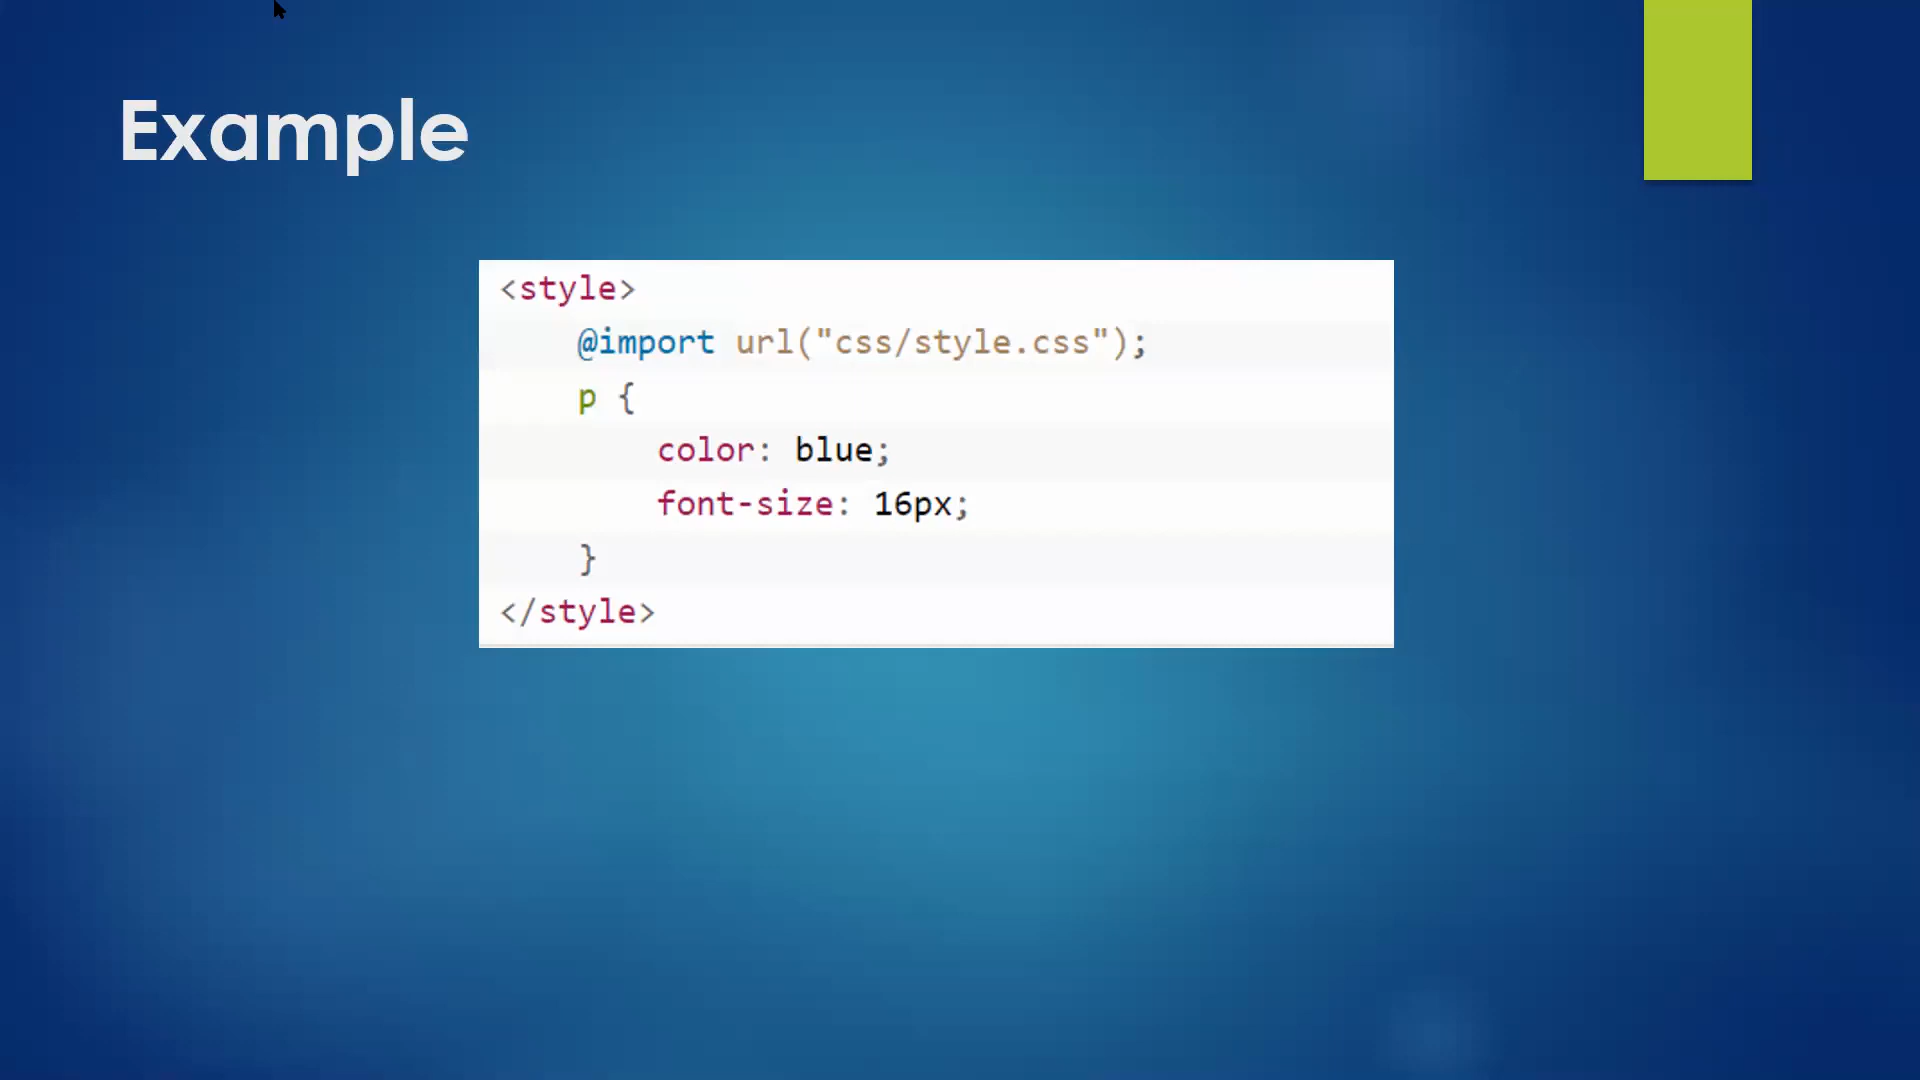 Example
<style>
@import url("css/style.css");
p {
color: blue;
font-size: 16px;
}
</style>